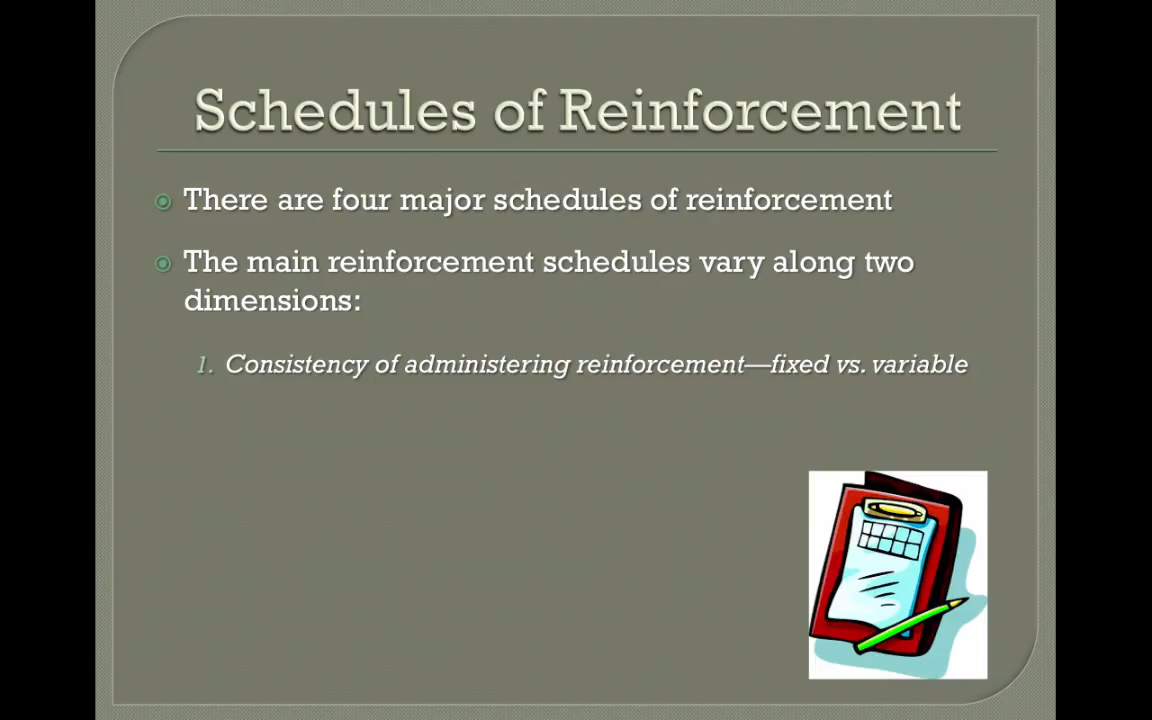 Schedules of Reinforcement
There are four major schedules of reinforcement
The main reinforcement schedules vary along two
dimensions:
1. Consistency of administering reinforcement—fixed vs. variable